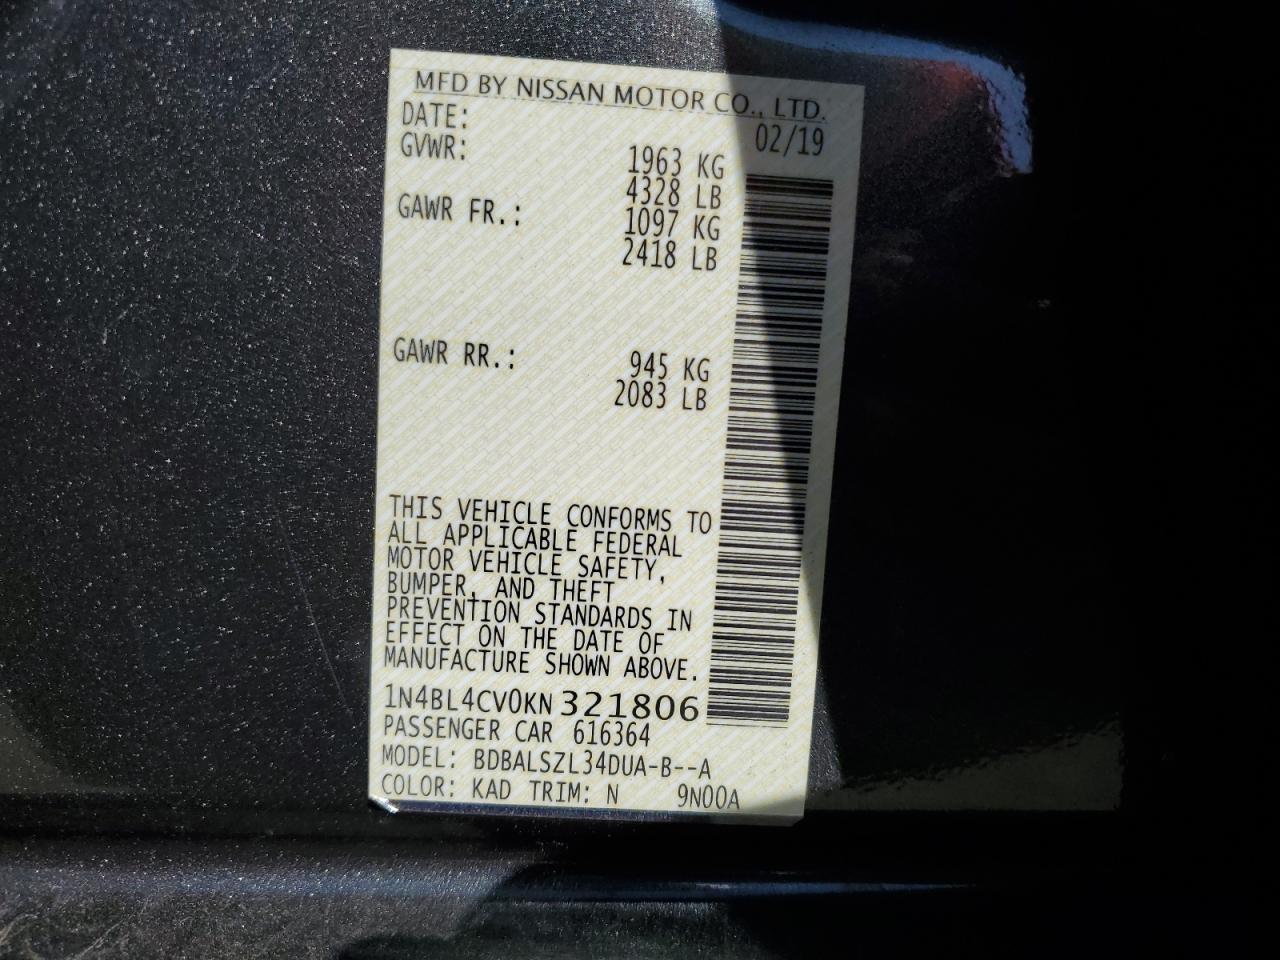 MFD BY NISSAN MOTOR CO., LTD.
DATE: 02/19
GVWR: 1963 KG
4328 LB
GAWR FR.: 1097 KG
2418 LB
GAWR RR.: 945 KG
2083 LB
THIS VEHICLE CONFORMS TO
ALL APPLICABLE FEDERAL
MOTOR VEHICLE SAFETY,
BUMPER, AND THEFT
PREVENTION STANDARDS IN
EFFECT ON THE DATE OF
MANUFACTURE SHOWN ABOVE.
1N4BL4CV0KN321806
PASSENGER CAR 616364
MODEL: BDBALSZL34DUA-B--A
COLOR: KAD TRIM: N 9N00A